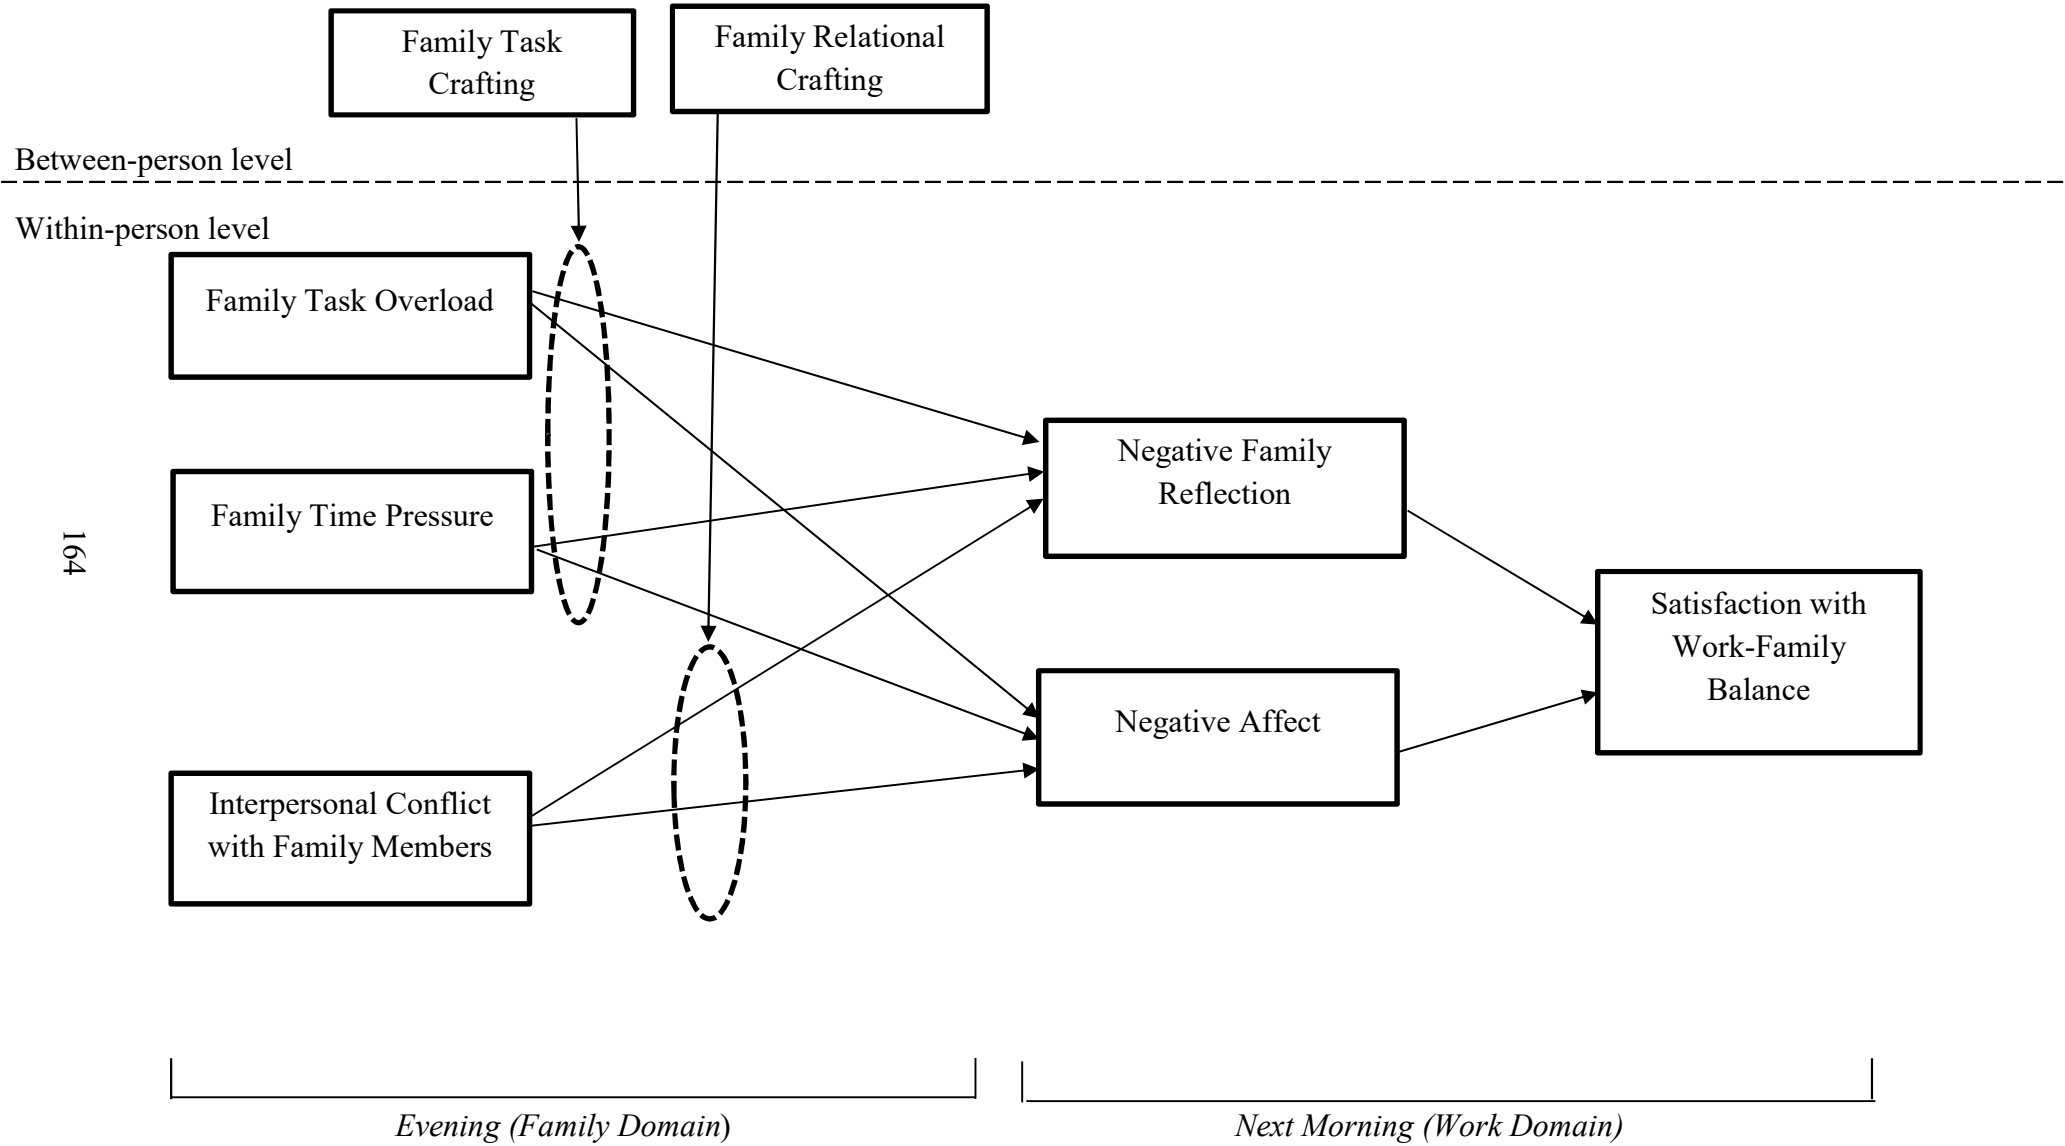 Family Task
Crafting
Family Relational
Crafting
Between-person level
Within-person level
Family Task Overload
Family Time Pressure
Interpersonal Conflict
with Family Members
Negative Family
Reflection
Negative Affect
Satisfaction with
Work-Family
Balance
164
Evening (Family Domain)
Next Morning (Work Domain)